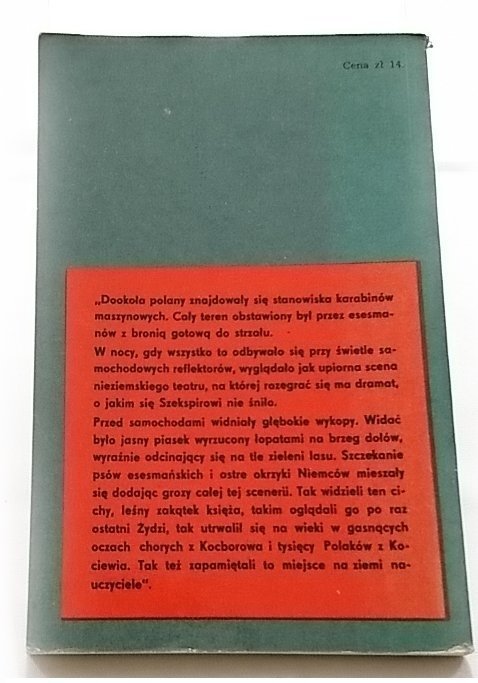 Cena zł 14.
„Dookoła polany znajdowały się stanowiska karabinów
maszynowych. Cały teren obstawiony był przez esesma-
nów z bronią gotową do strzału.
W nocy, gdy wszystko to odbywało się przy świetle sa-
mochodowych reflektorów, wyglądało jak upiorna scena
nieziemskiego teatru, na której rozegrać się ma dramat,
o jakim się Szekspirowi nie śniło.
Przed samochodami widniały głębokie wykopy. Widać
było jasny piasek wyrzucony łopatami na brzeg dołów,
wyraźnie odcinający się na tle zieleni lasu. Szczekanie
psów esesmańskich i ostre okrzyki Niemców mieszały
się dodając grozy całej tej scenerii. Tak widzieli ten ci-
chy, leśny zakątek księża, takim oglądali go po raz
ostatni Żydzi, tak utrwalił się na wieki w gasnących
oczach chorych z Kocborowa i tysięcy Polaków z Ko-
ciewia. Tak też zapamiętali to miejsce na ziemi na-
uczyciele“.